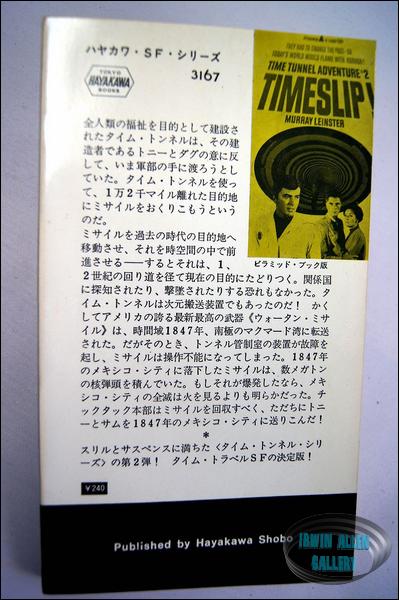 ハヤカワ・SF・シリーズ
TOKYO
HAYAKAWA
BOOKS
3167
THEY HAD TO CHANGE THE PAST—OR
TODAY'S WORLD WOULD FLAME WITH HORROR!
TIME TUNNEL ADVENTURE #2
TIMESLIP!
MURRAY LEINSTER
ピラミッド・ブック版
全人類の福祉を目的として建設さ
れたタイム・トンネルは、その建
造者であるトニーとダグの意に反
して、いま軍部の手に渡ろうとし
ていた。タイム・トンネルを使っ
て、1万2千マイル離れた目的地
にミサイルをおくりこもうという
のだ。
ミサイルを過去の時代の目的地へ
移動させ、それを時空間の中で前
進させる——するとそれは、1、
2世紀の回り道を径て現在の目的にたどりつく。関係国
に探知されたり、撃墜されたりする恐れもなかった。タ
イム・トンネルは次元搬送装置でもあったのだ! かく
してアメリカの誇る最新最高の武器《ウォータン・ミサ
イル》は、時間域1847年、南極のマクマード湾に転送
された。だがそのとき、トンネル管制室の装置が故障を
起し、ミサイルは操作不能になってしまった。1847年
のメキシコ・シティに落下したミサイルは、数メガトン
の核弾頭を積んでいた。もしそれが爆発したなら、メキ
シコ・シティの全滅は火を見るよりも明らかだった。チ
ックタック本部はミサイルを回収すべく、ただちにトニ
ーとサムを1847年のメキシコ・シティに送りこんだ!
*
スリルとサスペンスに満ちた〈タイム・トンネル・シリ
ーズ〉の第2弾! タイム・トラベルSFの決定版!
¥240
Published by Hayakawa Shobo
IRWIN ALLEN
GALLERY